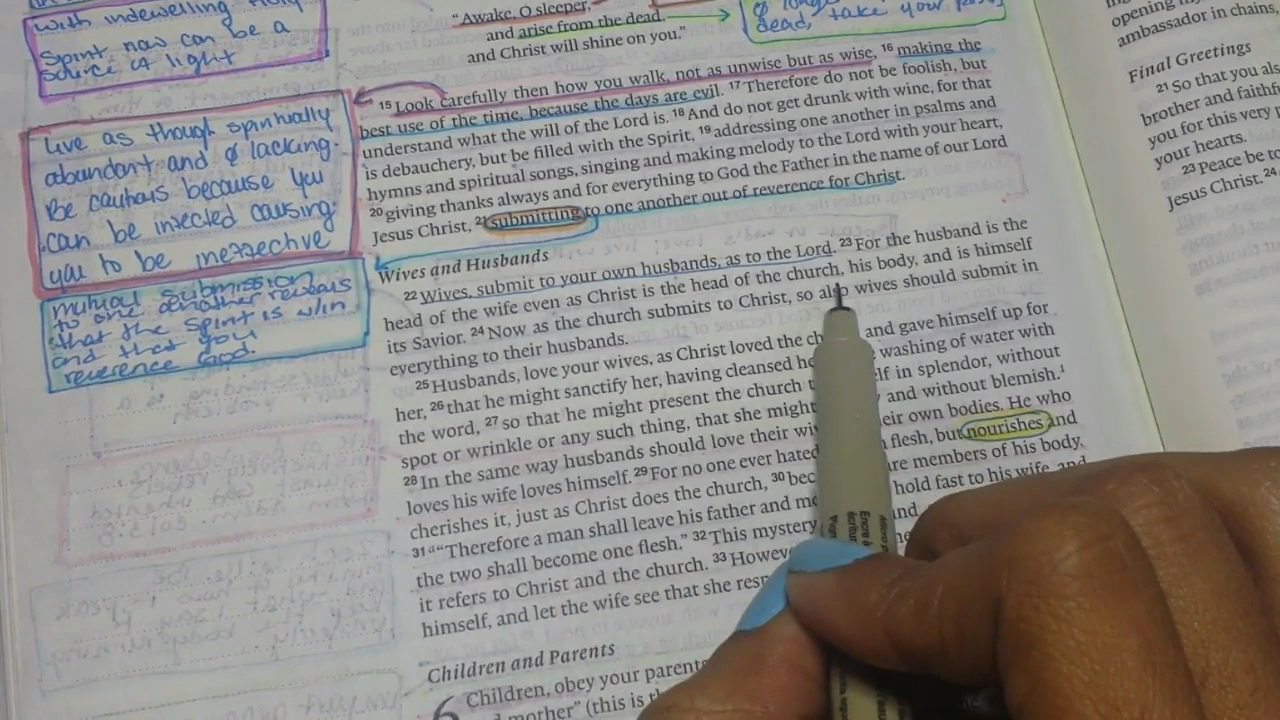 with indwelling Holy
Spirit now can be a
source of light
live as though spiritually
abundant and ø lacking.
Be cautious because you
can be infected causing
you to be ineffective
mutual submission
to one another reveals
that the Spirit is w/in
and that you
reverence God.
"Awake, O sleeper,
and arise from the dead,
and Christ will shine on you."
dead, take your
15 Look carefully then how you walk, not as unwise but as wise, 16 making the
best use of the time, because the days are evil. 17 Therefore do not be foolish, but
understand what the will of the Lord is. 18 And do not get drunk with wine, for that
is debauchery, but be filled with the Spirit, 19 addressing one another in psalms and
hymns and spiritual songs, singing and making melody to the Lord with your heart,
20 giving thanks always and for everything to God the Father in the name of our Lord
Jesus Christ, 21 submitting to one another out of reverence for Christ.
Wives and Husbands
22 Wives, submit to your own husbands, as to the Lord. 23 For the husband is the
head of the wife even as Christ is the head of the church, his body, and is himself
its Savior. 24 Now as the church submits to Christ, so also wives should submit in
everything to their husbands.
25 Husbands, love your wives, as Christ loved the ch and gave himself up for
her, 26 that he might sanctify her, having cleansed he washing of water with
the word, 27 so that he might present the church lf in splendor, without
spot or wrinkle or any such thing, that she might and without blemish.1
28 In the same way husbands should love their wi eir own bodies. He who
loves his wife loves himself. 29 For no one ever hated flesh, but nourishes and
cherishes it, just as Christ does the church, 30 bec re members of his body.
31 a "Therefore a man shall leave his father and mo hold fast to his wife, and
the two shall become one flesh." 32 This mystery and
it refers to Christ and the church. 33 Howev
himself, and let the wife see that she resp
Children and Parents
6 Children, obey your parents
mother" (this is th
opening
ambassador in chains,
Final Greetings
21 So that you als
brother and faithf
you for this very
your hearts.
23 Peace be to
Jesus Christ. 24